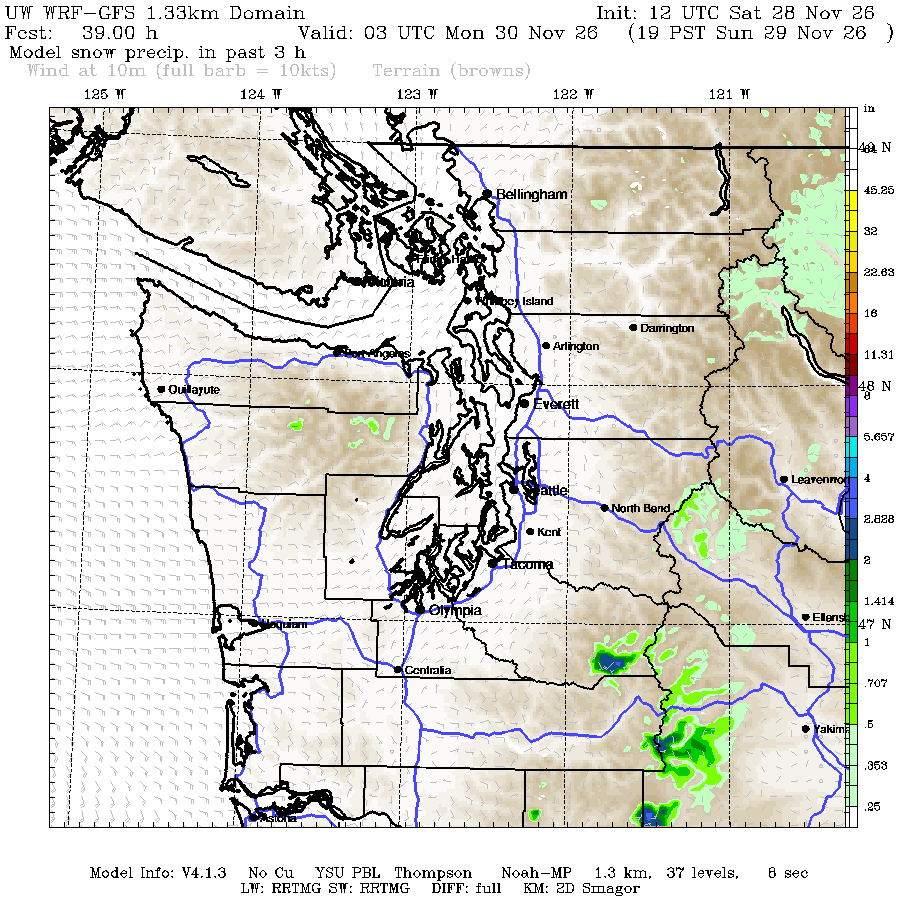 UW WRF-GFS 1.33km Domain Init: 12 UTC Sat 28 Nov 26
Fcst: 39.00 h Valid: 03 UTC Mon 30 Nov 26 (19 PST Sun 29 Nov 26 )
Model snow precip. in past 3 h
Wind at 10m (full barb = 10kts) Terrain (browns)
125 W 124 W 123 W 122 W 121 W
in
49 N
Bellingham
45.25
32
Victoria
22.63
Whidbey Island
16
Darrington
Arlington
Port Angeles
11.31
Quillayute
48 N
8
Everett
5.657
Leavenwor
4
Seattle
North Bend
2.828
Kent
2
Tacoma
1.414
Olympia
Ellens
Hoquiam
47 N
1
Centralia
.707
.5
Yakim
.353
.25
Astoria
Model Info: V4.1.3 No Cu YSU PBL Thompson Noah-MP 1.3 km, 37 levels, 8 sec
LW: RRTMG SW: RRTMG DIFF: full KM: 2D Smagor